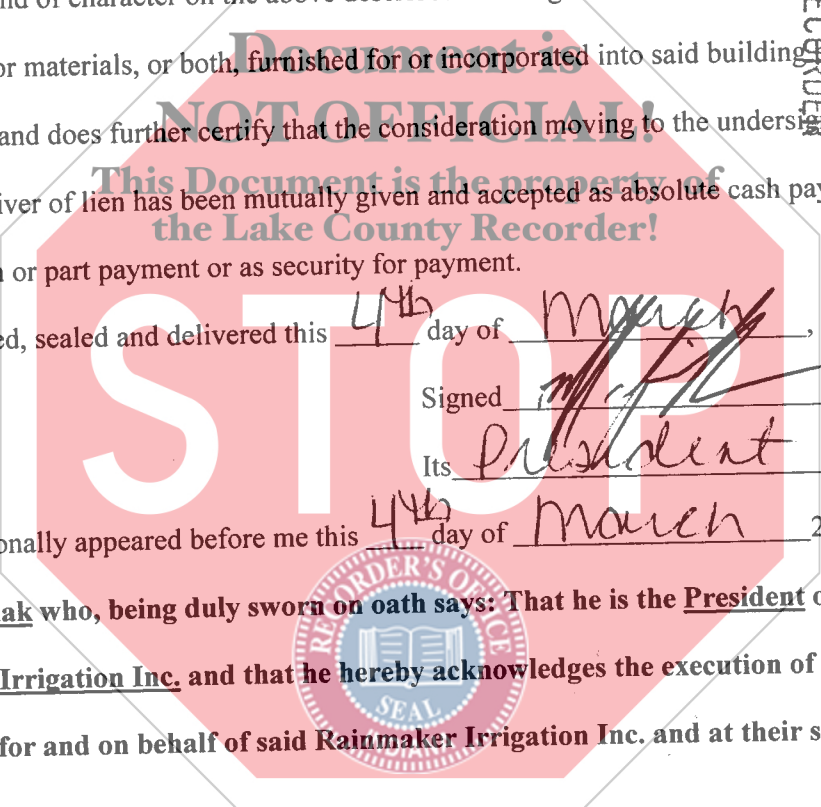 or materials, or both, furnished for or incorporated into said building
Document is
and does further certify that the consideration moving to the undersig
NOT OFFICIAL!
This Document is the property of
iver of lien has been mutually given and accepted as absolute cash pay
the Lake County Recorder!
or part payment or as security for payment.
ed, sealed and delivered this 4th day of March,
STOP
Signed
Its President
onally appeared before me this 4th day of March 2
ak who, being duly sworn on oath says: That he is the President o
RECORDER'S OFFICE
Irrigation Inc. and that he hereby acknowledges the execution of
SEAL
for and on behalf of said Rainmaker Irrigation Inc. and at their s